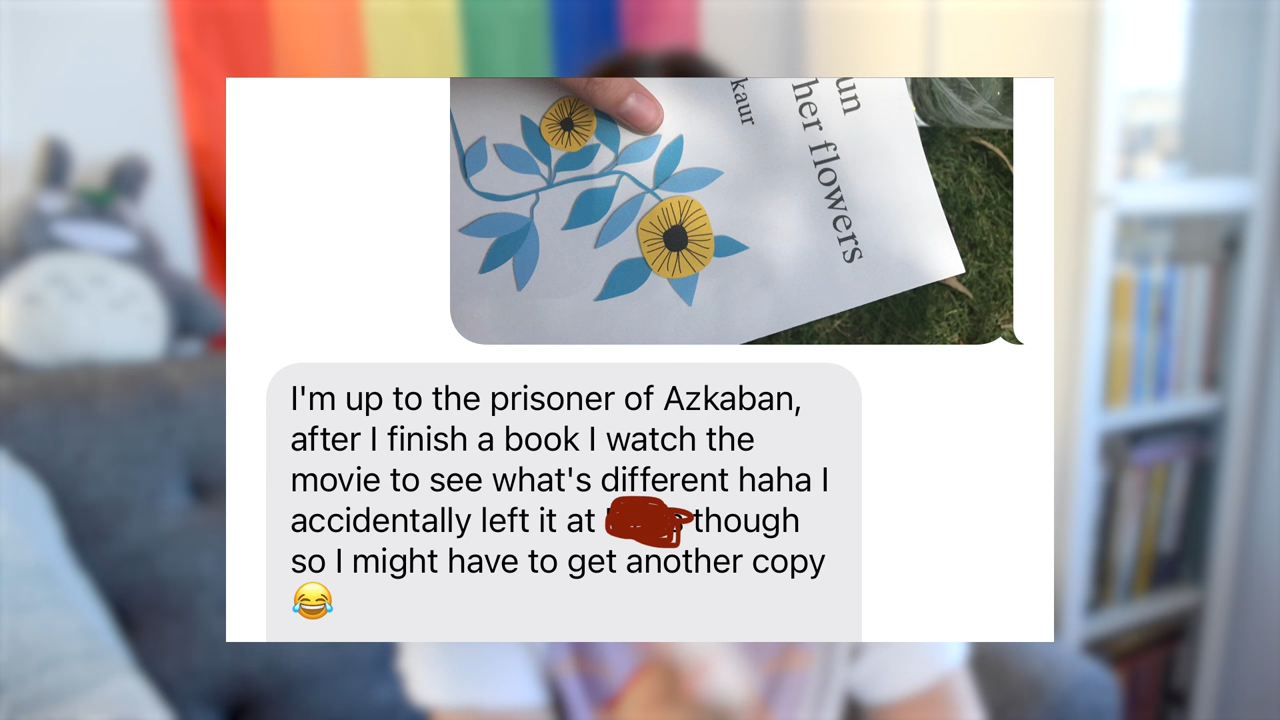 un
her flowers
kaur
I'm up to the prisoner of Azkaban,
after I finish a book I watch the
movie to see what's different haha I
accidentally left it at though
so I might have to get another copy
😂